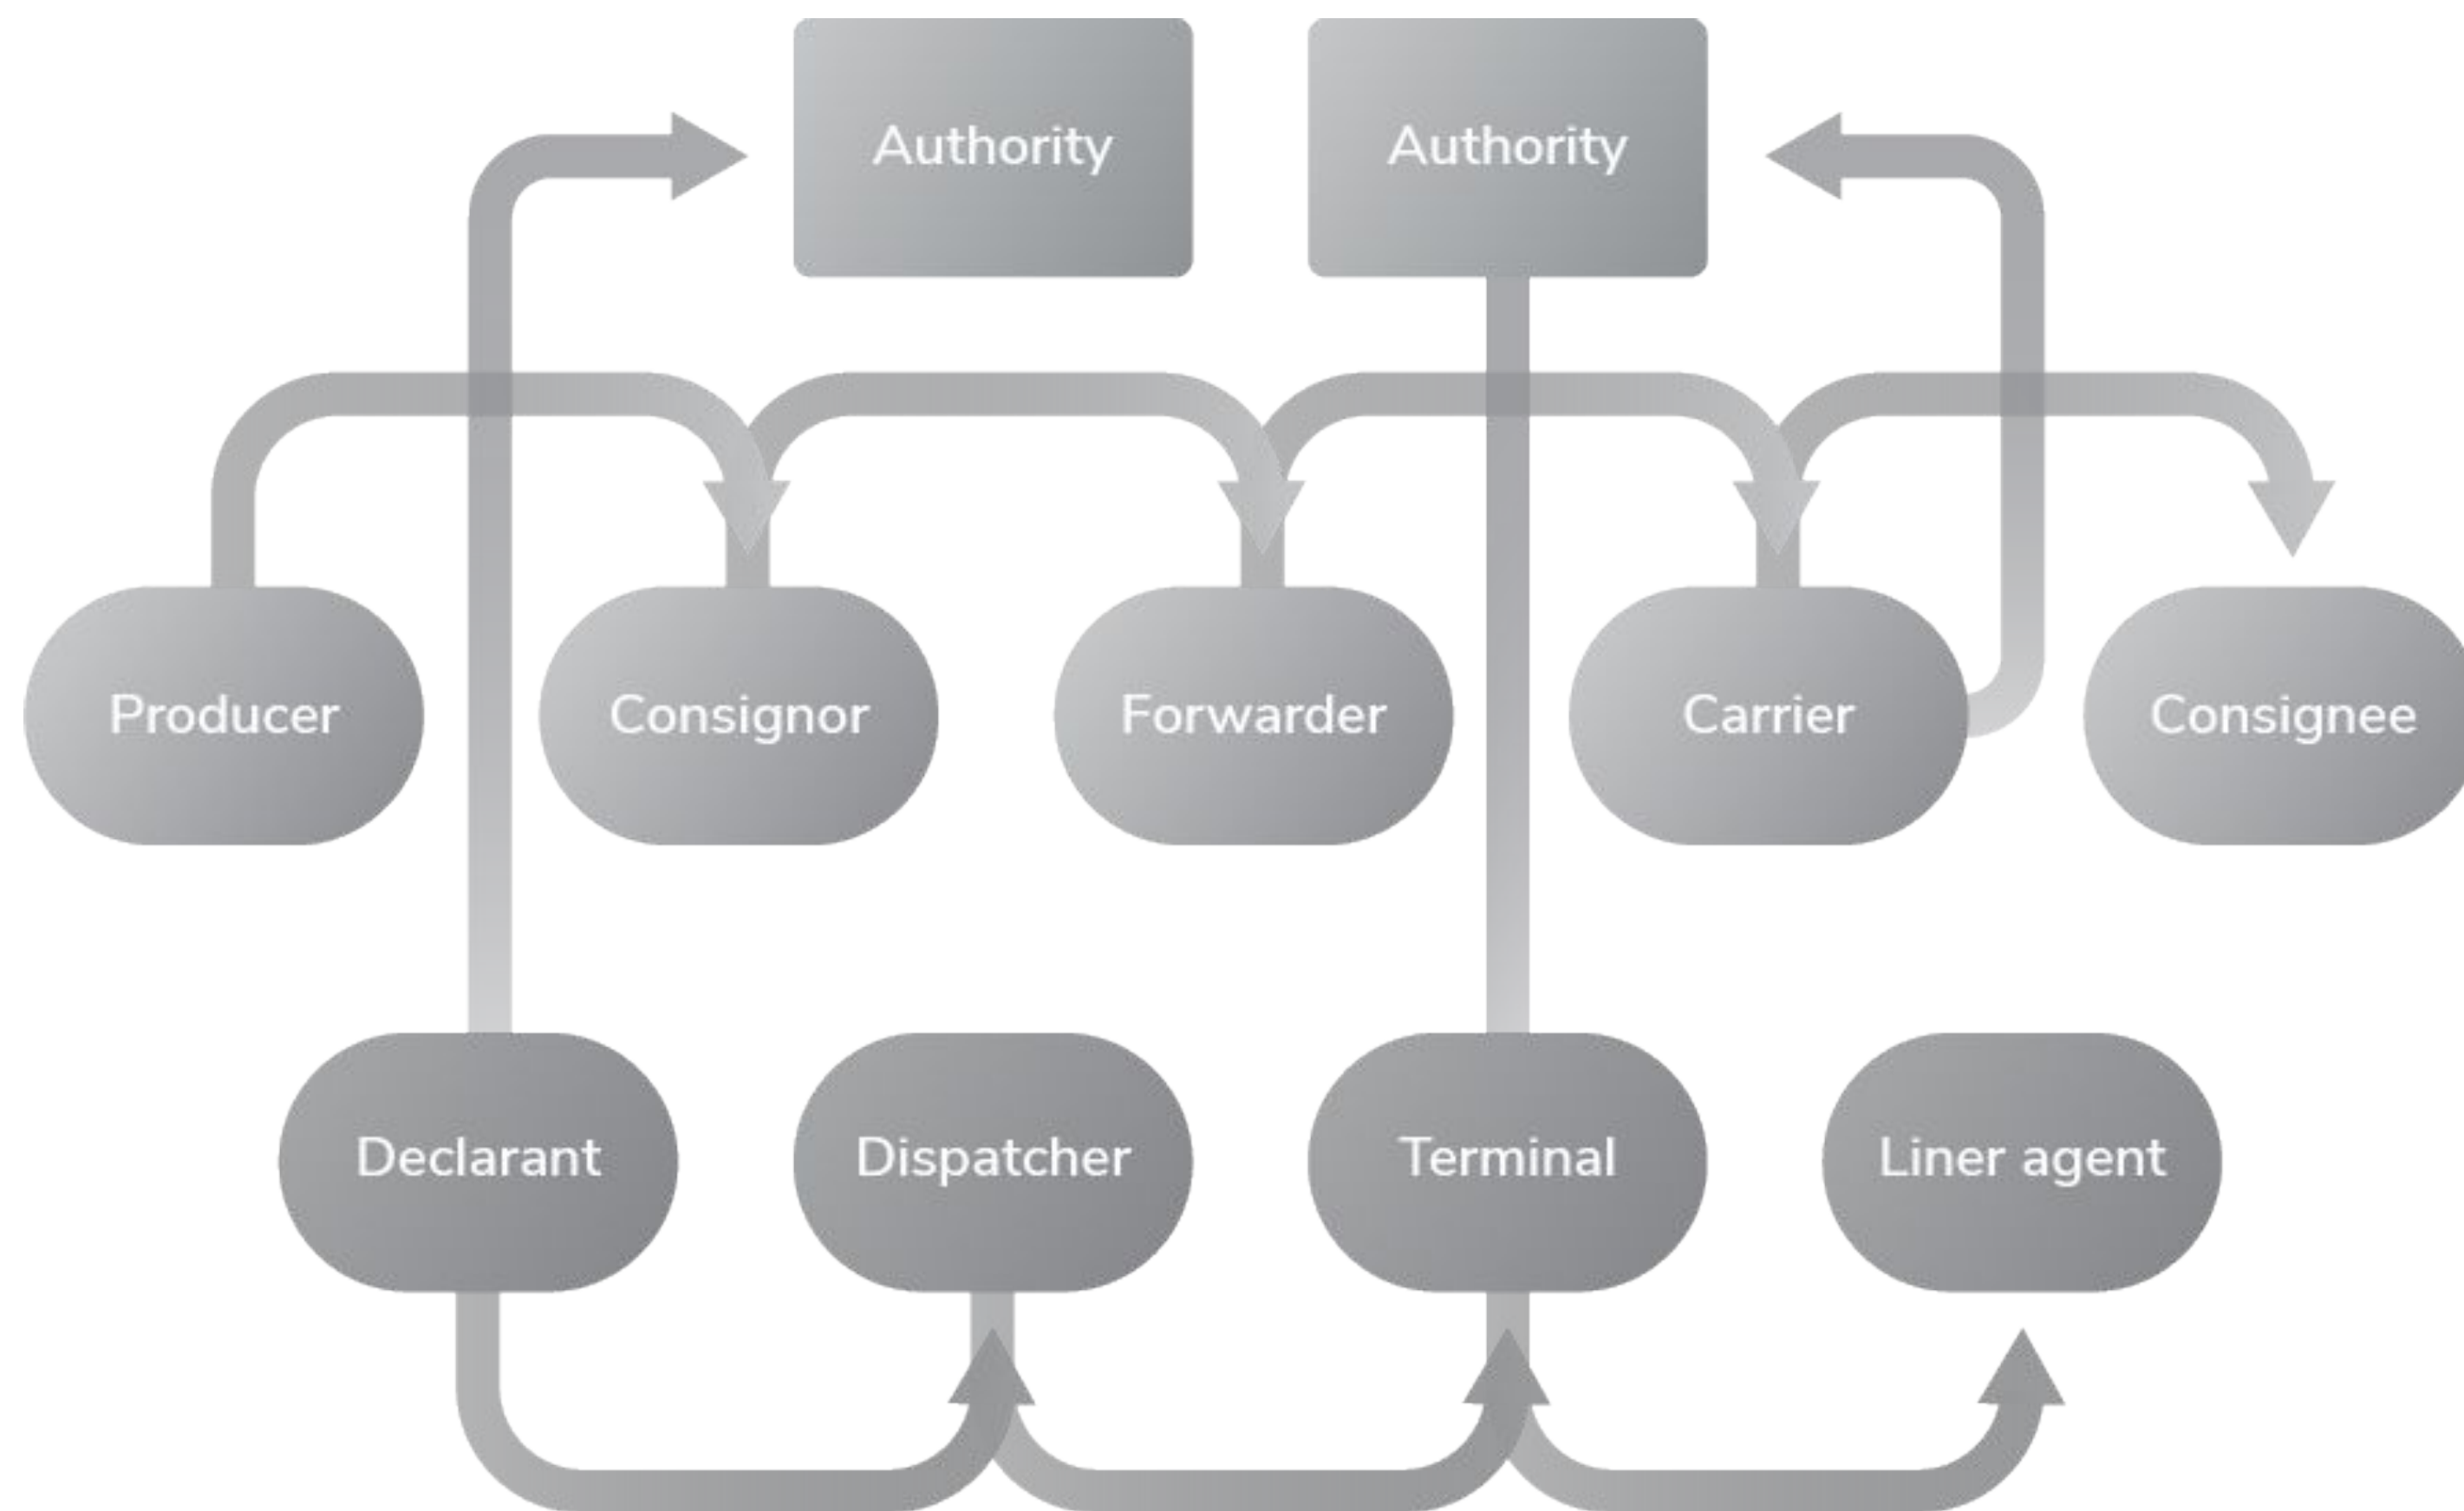 Authority
Authority
Producer
Consignor
Forwarder
Carrier
Consignee
Declarant
Dispatcher
Terminal
Liner agent